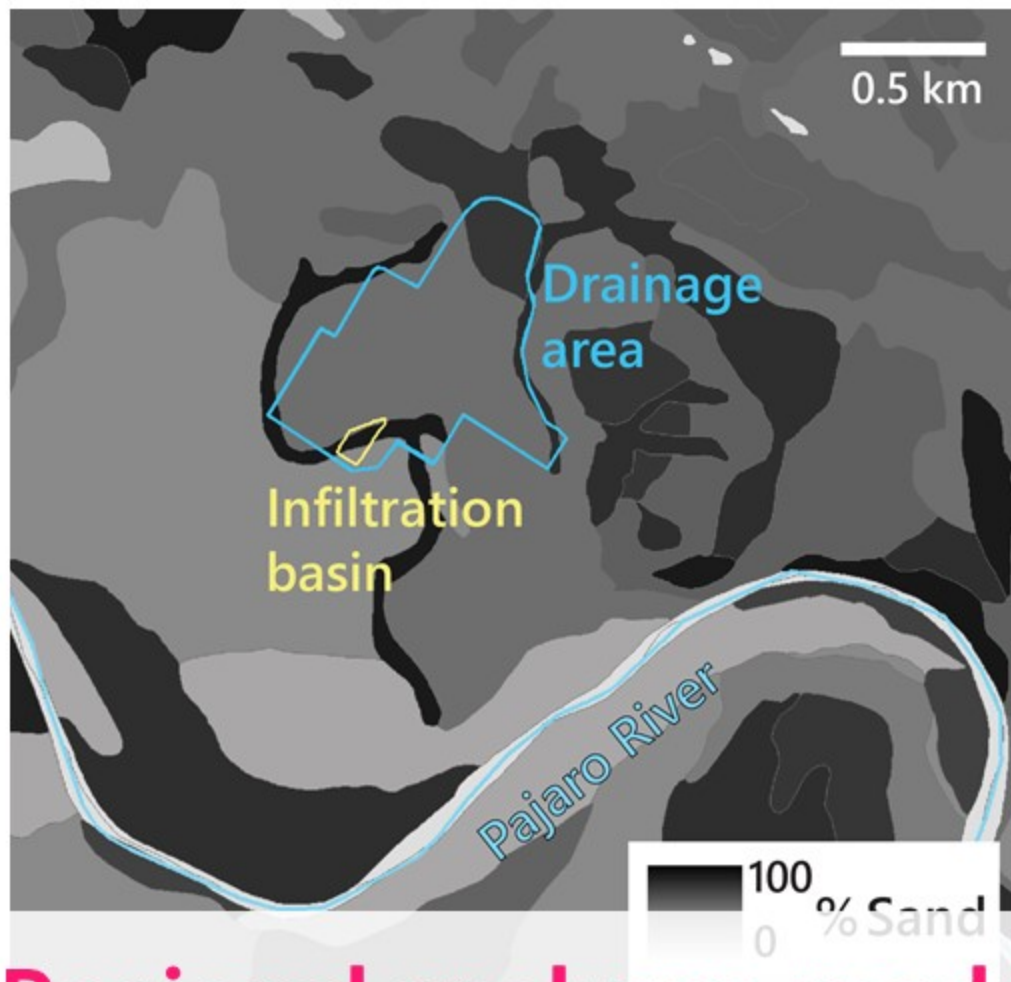 0.5 km
Drainage
area
Infiltration
basin
Pajaro River
100
% Sand
0